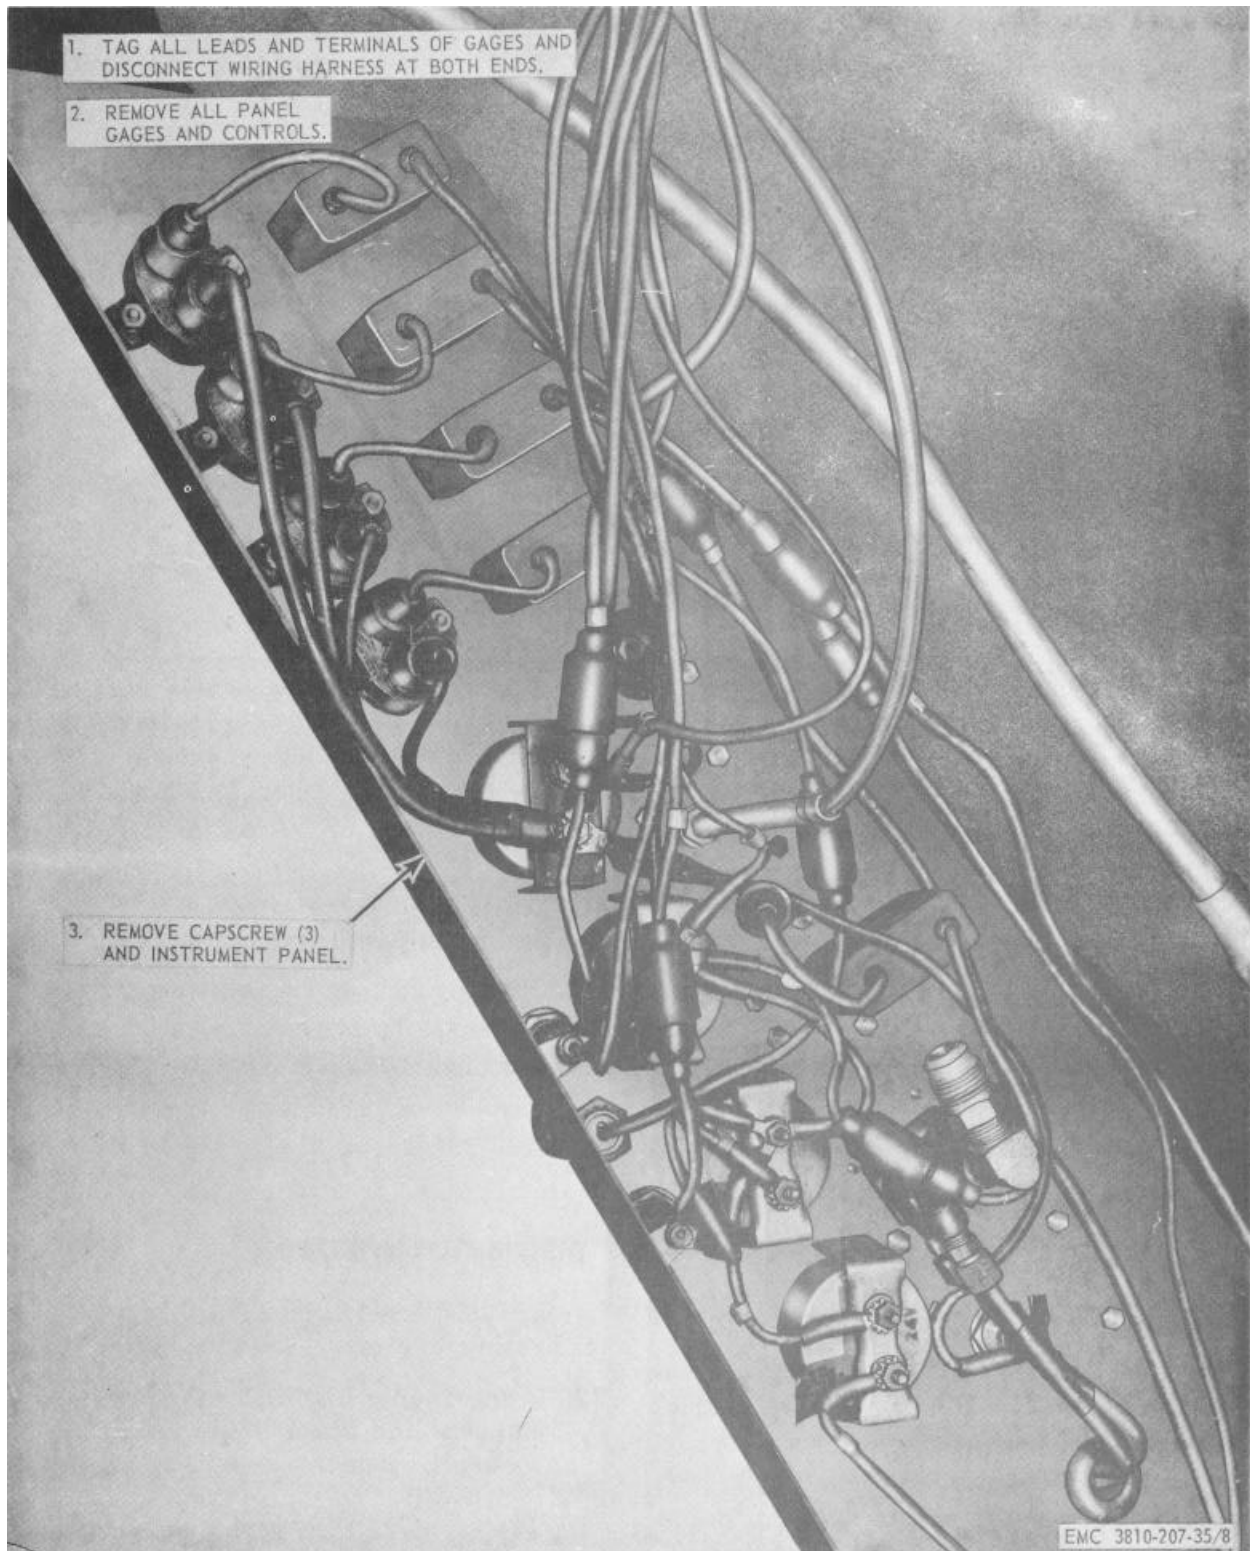 1. TAG ALL LEADS AND TERMINALS OF GAGES AND
DISCONNECT WIRING HARNESS AT BOTH ENDS.
2. REMOVE ALL PANEL
GAGES AND CONTROLS.
3. REMOVE CAPSCREW (3)
AND INSTRUMENT PANEL.
24V
EMC 3810-207-35/8